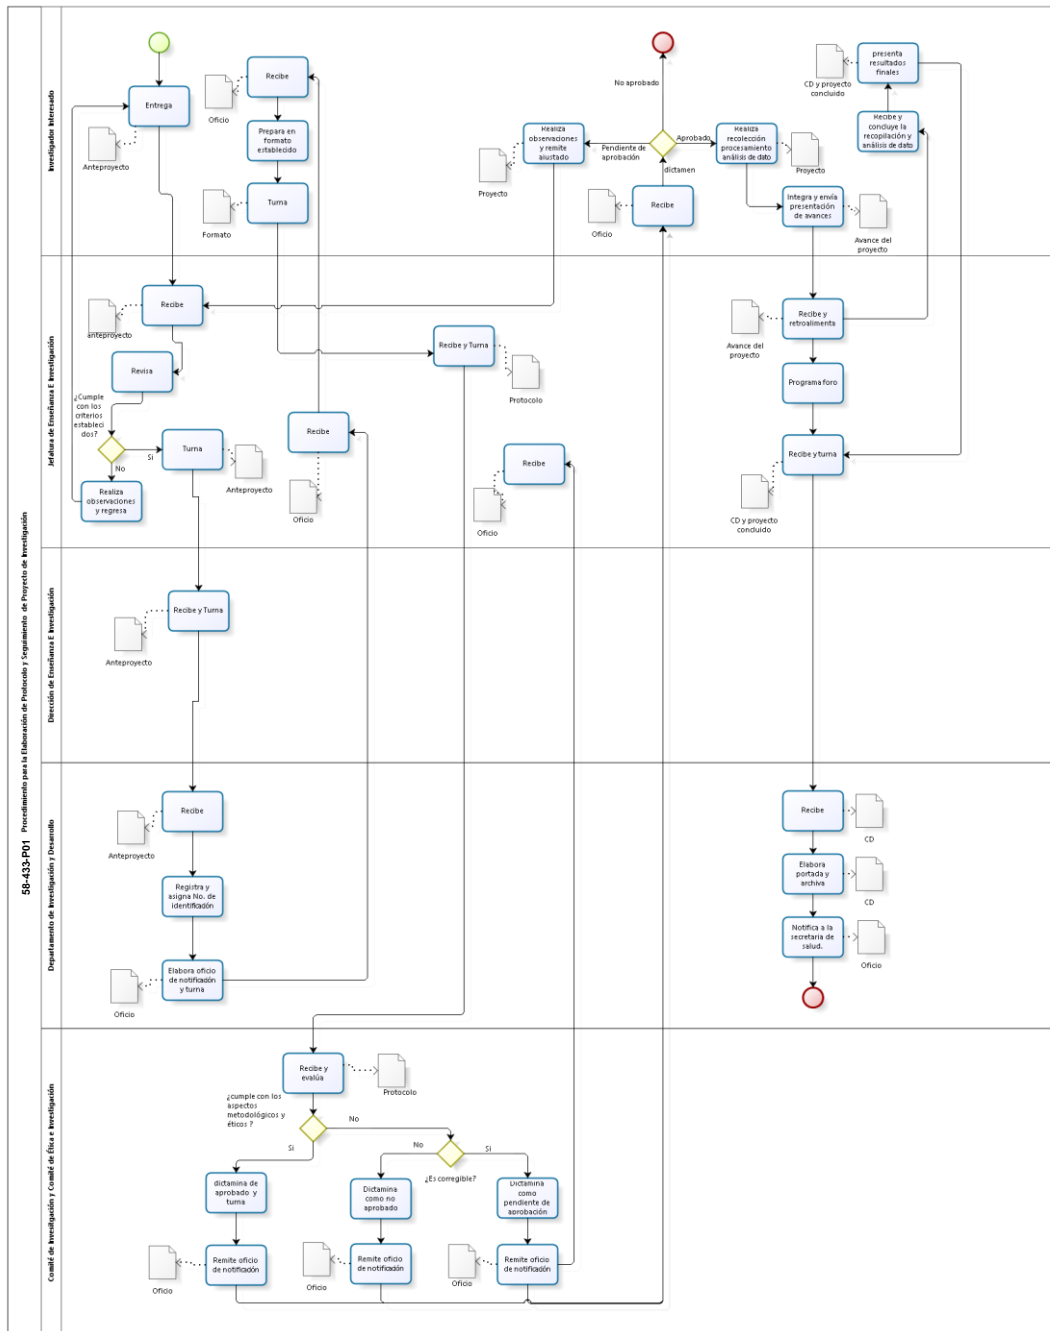 58-433-P01 Procedimiento para la Elaboración de Protocolo y Seguimiento de Proyecto de Investigación
Investigador Interesado
Entrega
Anteproyecto
Recibe
Oficio
Prepara en
formato
establecido
Turna
Formato
No aprobado
Realiza
observaciones
y remite
ajustado
Proyecto
Pendiente de
aprobación
Aprobado
dictamen
Recibe
Oficio
Realiza
recolección
procesamiento
análisis de dato
Proyecto
Integra y envía
presentación
de avances
Avance del
proyecto
presenta
resultados
finales
CD y proyecto
concluido
Recibe y
concluye la
recopilación y
análisis de dato
Jefatura de Enseñanza E Investigación
Recibe
anteproyecto
Revisa
¿Cumple
con los
criterios
estableci
dos?
No
Si
Realiza
observaciones
y regresa
Turna
Anteproyecto
Recibe
Oficio
Recibe y Turna
Protocolo
Recibe
Oficio
Recibe y
retroalimenta
Avance del
proyecto
Programa foro
Recibe y turna
CD y proyecto
concluido
Dirección de Enseñanza E Investigación
Recibe y Turna
Anteproyecto
Departamento de Investigación y Desarrollo
Recibe
Anteproyecto
Registra y
asigna No. de
identificación
Elabora oficio
de notificación
y turna
Oficio
Recibe
CD
Elabora
portada y
archiva
CD
Notifica a la
secretaria de
salud.
Oficio
Comité de Investigación y Comité de Ética e Investigación
Recibe y
evalúa
Protocolo
¿cumple con los
aspectos
metodológicos y
éticos ?
No
Si
No
Si
¿Es corregible?
dictamina de
aprobado y
turna
Dictamina
como no
aprobado
Dictamina
como
pendiente de
aprobación
Remite oficio
de notificación
Oficio
Remite oficio
de notificación
Oficio
Remite oficio
de notificación
Oficio